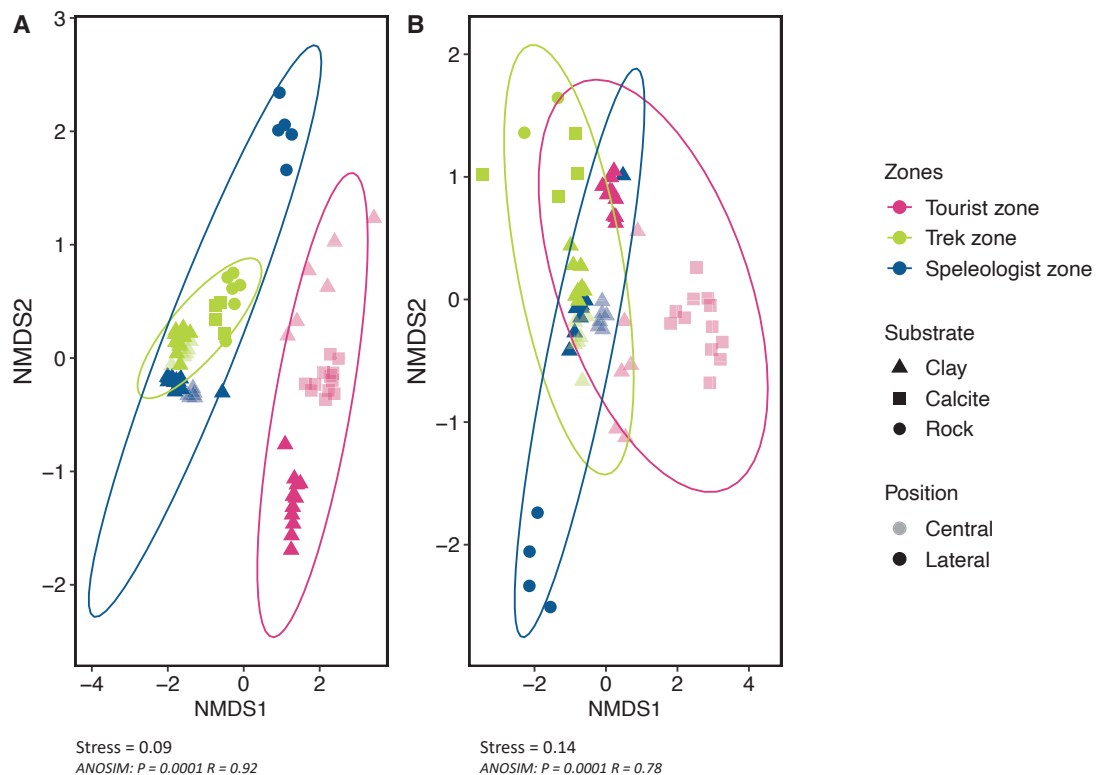 A
B
3
2
1
0
−1
−2
NMDS2
−4
−2
0
2
NMDS1
2
1
0
−1
−2
NMDS2
−2
0
2
4
NMDS1
Stress = 0.09
ANOSIM: P = 0.0001 R = 0.92
Stress = 0.14
ANOSIM: P = 0.0001 R = 0.78
Zones
Tourist zone
Trek zone
Speleologist zone
Substrate
Clay
Calcite
Rock
Position
Central
Lateral